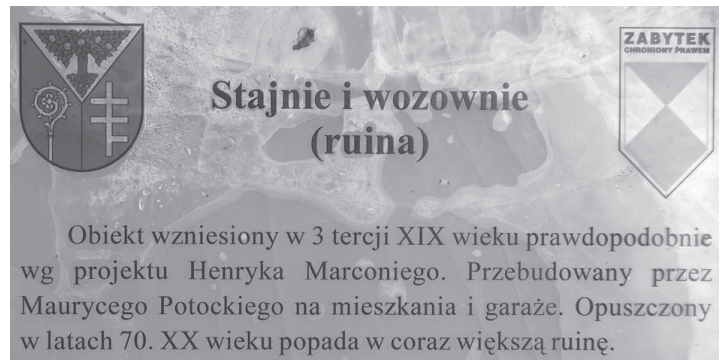 ZABYTEK
CHRONIONY PRAWEM
Stajnie i wozownie
(ruina)
Obiekt wzniesiony w 3 tercji XIX wieku prawdopodobnie
wg projektu Henryka Marconiego. Przebudowany przez
Maurycego Potockiego na mieszkania i garaże. Opuszczony
w latach 70. XX wieku popada w coraz większą ruinę.